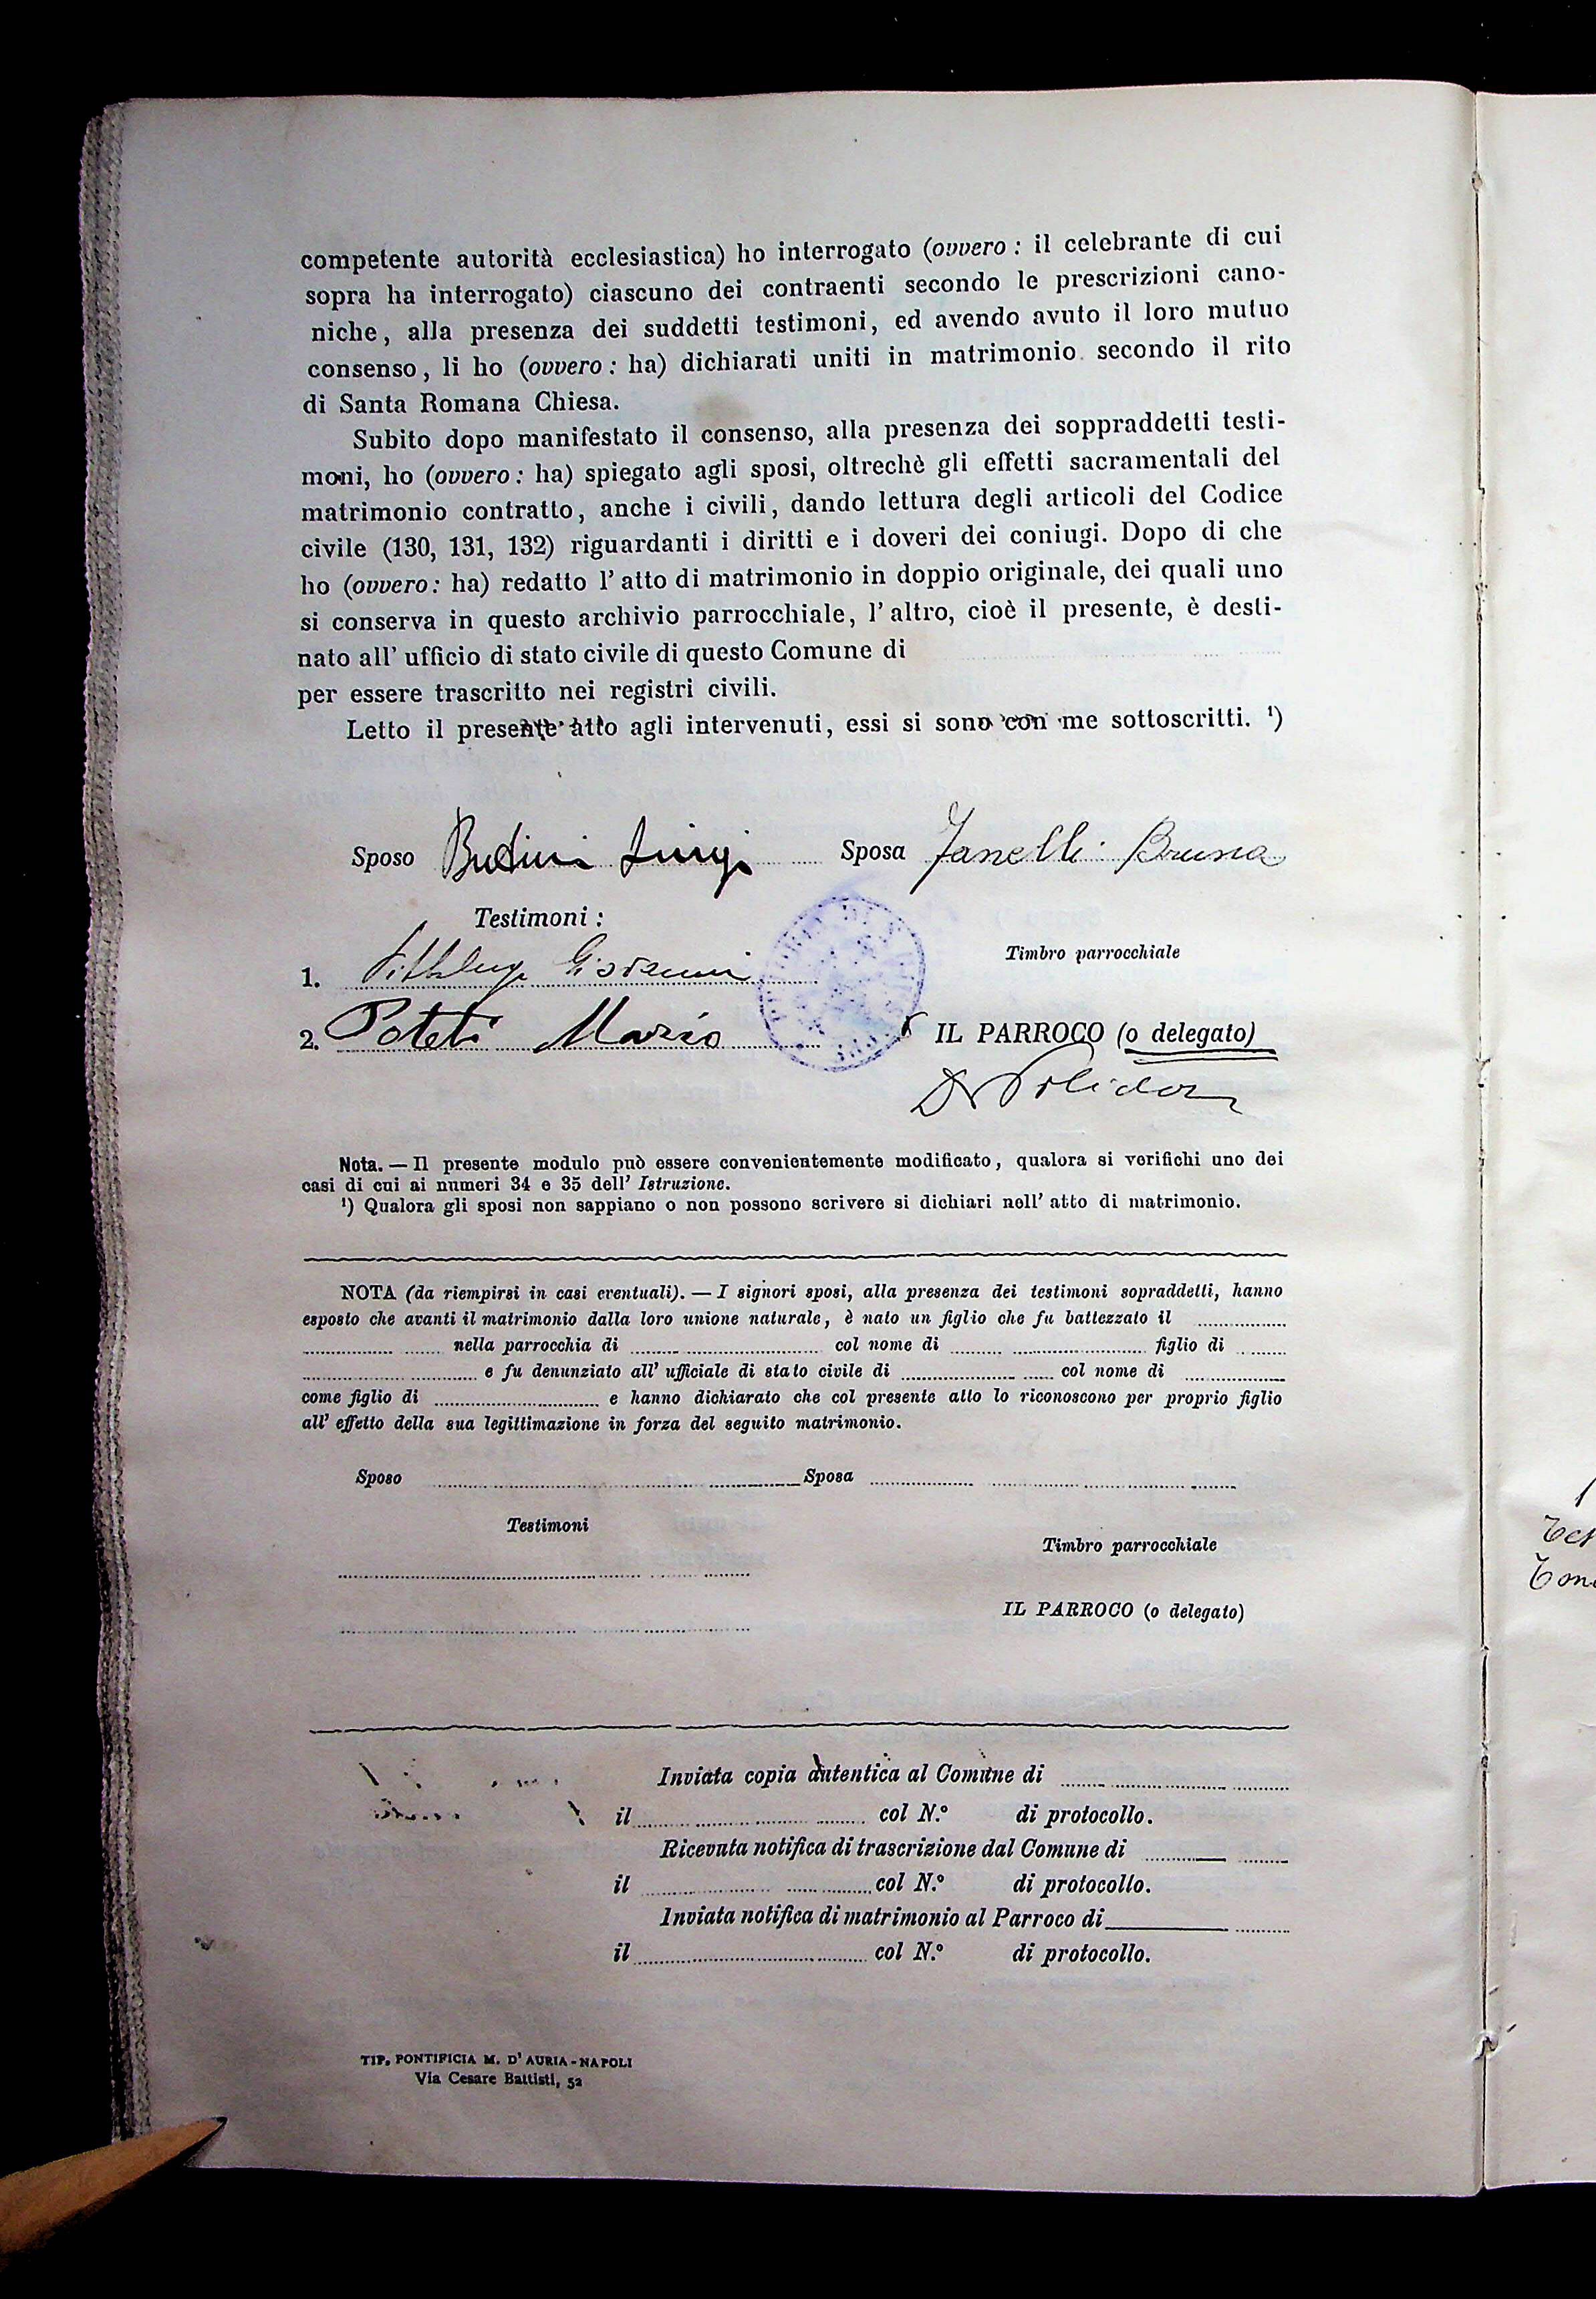 competente autorità ecclesiastica) ho interrogato (ovvero : il celebrante di cui
sopra ha interrogato) ciascuno dei contraenti secondo le prescrizioni cano-
niche, alla presenza dei suddetti testimoni, ed avendo avuto il loro mutuo
consenso, li ho (ovvero : ha) dichiarati uniti in matrimonio secondo il rito
di Santa Romana Chiesa.
Subito dopo manifestato il consenso, alla presenza dei soppraddetti testi-
moni, ho (ovvero : ha) spiegato agli sposi, oltrechè gli effetti sacramentali del
matrimonio contratto, anche i civili, dando lettura degli articoli del Codice
civile (130, 131, 132) riguardanti i diritti e i doveri dei coniugi. Dopo di che
ho (ovvero : ha) redatto l' atto di matrimonio in doppio originale, dei quali uno
si conserva in questo archivio parrocchiale, l' altro, cioè il presente, è desti-
nato all' ufficio di stato civile di questo Comune di
per essere trascritto nei registri civili.
Letto il presente atto agli intervenuti, essi si sono con me sottoscritti. ¹)
Sposo Budini Luigi Sposa Janelli Bruna
Testimoni :
Timbro parrocchiale
1. Giovanni
2. Poteti Mario
IL PARROCO (o delegato)
Nota. — Il presente modulo può essere convenientemente modificato, qualora si verifichi uno dei
casi di cui ai numeri 34 e 35 dell' Istruzione.
¹) Qualora gli sposi non sappiano o non possono scrivere si dichiari nell' atto di matrimonio.
NOTA (da riempirsi in casi eventuali). — I signori sposi, alla presenza dei testimoni sopraddetti, hanno
esposto che avanti il matrimonio dalla loro unione naturale, è nato un figlio che fu battezzato il
nella parrocchia di col nome di figlio di
e fu denunziato all' ufficiale di stato civile di col nome di
come figlio di e hanno dichiarato che col presente atto lo riconoscono per proprio figlio
all' effetto della sua legittimazione in forza del seguito matrimonio.
Sposo Sposa
Testimoni
Timbro parrocchiale
IL PARROCO (o delegato)
Inviata copia autentica al Comune di
il col N.º di protocollo.
Ricevuta notifica di trascrizione dal Comune di
il col N.º di protocollo.
Inviata notifica di matrimonio al Parroco di
il col N.º di protocollo.
TIP. PONTIFICIA M. D' AURIA - NAPOLI
Via Cesare Battisti, 52